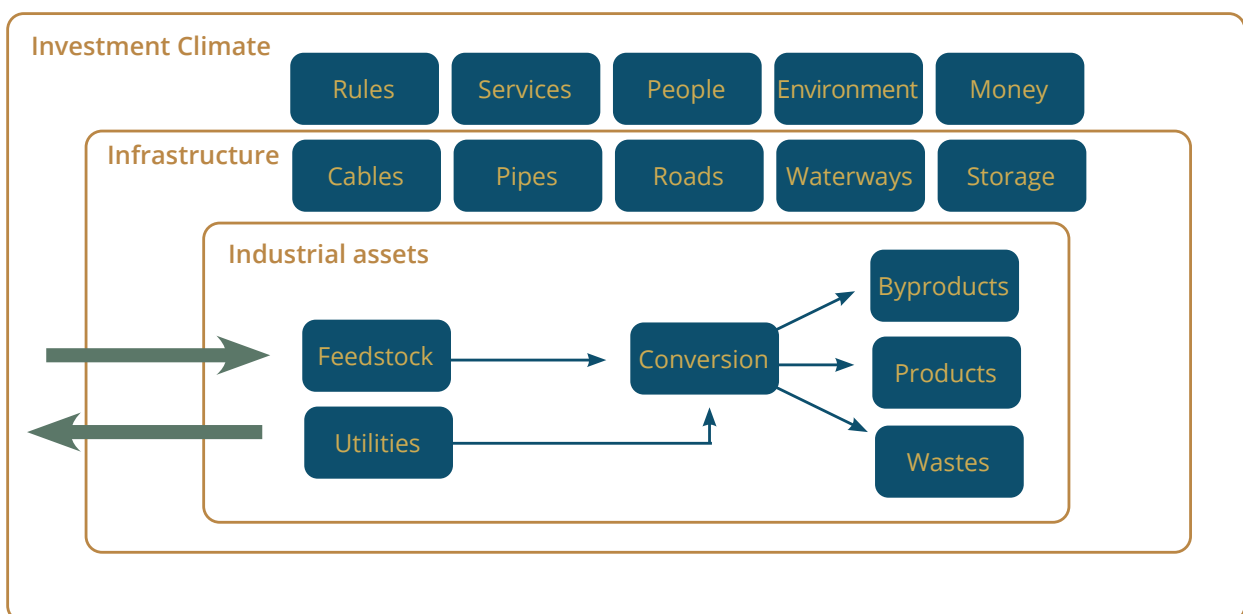 Investment Climate
Rules
Services
People
Environment
Money
Infrastructure
Cables
Pipes
Roads
Waterways
Storage
Industrial assets
Byproducts
Feedstock
Conversion
Products
Utilities
Wastes